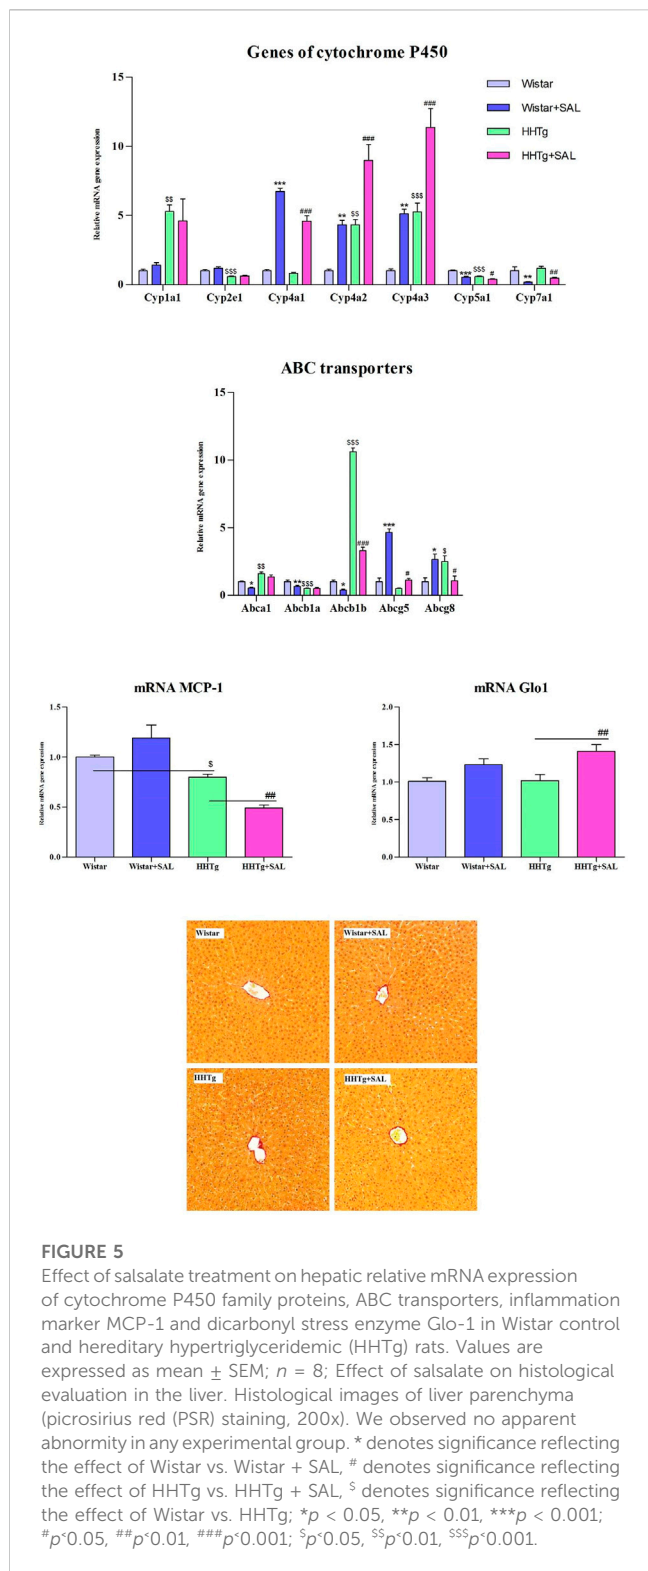 Genes of cytochrome P450
Relative mRNA gene expression
15
10
5
0
Wistar
Wistar+SAL
HHTg
HHTg+SAL
$$
$$$
***
###
**
$$
###
**
$$$
###
***
$$$
#
**
##
Cyp1a1 Cyp2e1 Cyp4a1 Cyp4a2 Cyp4a3 Cyp5a1 Cyp7a1
ABC transporters
Relative mRNA gene expression
15
10
5
0
*
$$
**
$$$
*
$$$
###
***
#
*
$
#
Abca1 Abcb1a Abcb1b Abcg5 Abcg8
mRNA MCP-1
Relative mRNA gene expression
1.5
1.0
0.5
0.0
$
##
Wistar Wistar+SAL HHTg HHTg+SAL
mRNA Glo1
Relative mRNA gene expression
2.0
1.5
1.0
0.5
0.0
##
Wistar Wistar+SAL HHTg HHTg+SAL
Wistar
Wistar+SAL
HHTg
HHTg+SAL
FIGURE 5
Effect of salsalate treatment on hepatic relative mRNA expression
of cytochrome P450 family proteins, ABC transporters, inflammation
marker MCP-1 and dicarbonyl stress enzyme Glo-1 in Wistar control
and hereditary hypertriglyceridemic (HHTg) rats. Values are
expressed as mean ± SEM; n = 8; Effect of salsalate on histological
evaluation in the liver. Histological images of liver parenchyma
(picrosirius red (PSR) staining, 200x). We observed no apparent
abnormity in any experimental group. * denotes significance reflecting
the effect of Wistar vs. Wistar + SAL, # denotes significance reflecting
the effect of HHTg vs. HHTg + SAL, $ denotes significance reflecting
the effect of Wistar vs. HHTg; *p < 0.05, **p < 0.01, ***p < 0.001;
#p<0.05, ##p<0.01, ###p<0.001; $p<0.05, $$p<0.01, $$$p<0.001.